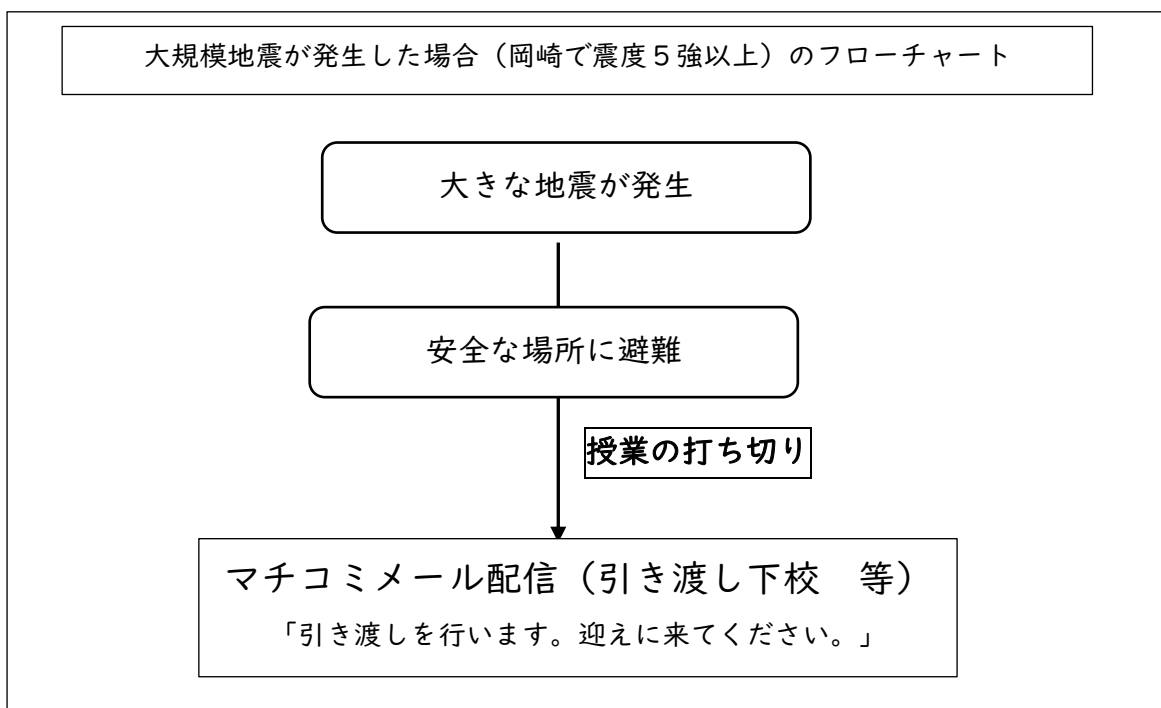 大規模地震が発生した場合（岡崎で震度５強以上）のフローチャート
大きな地震が発生
安全な場所に避難
授業の打ち切り
マチコミメール配信（引き渡し下校　等）
「引き渡しを行います。迎えに来てください。」